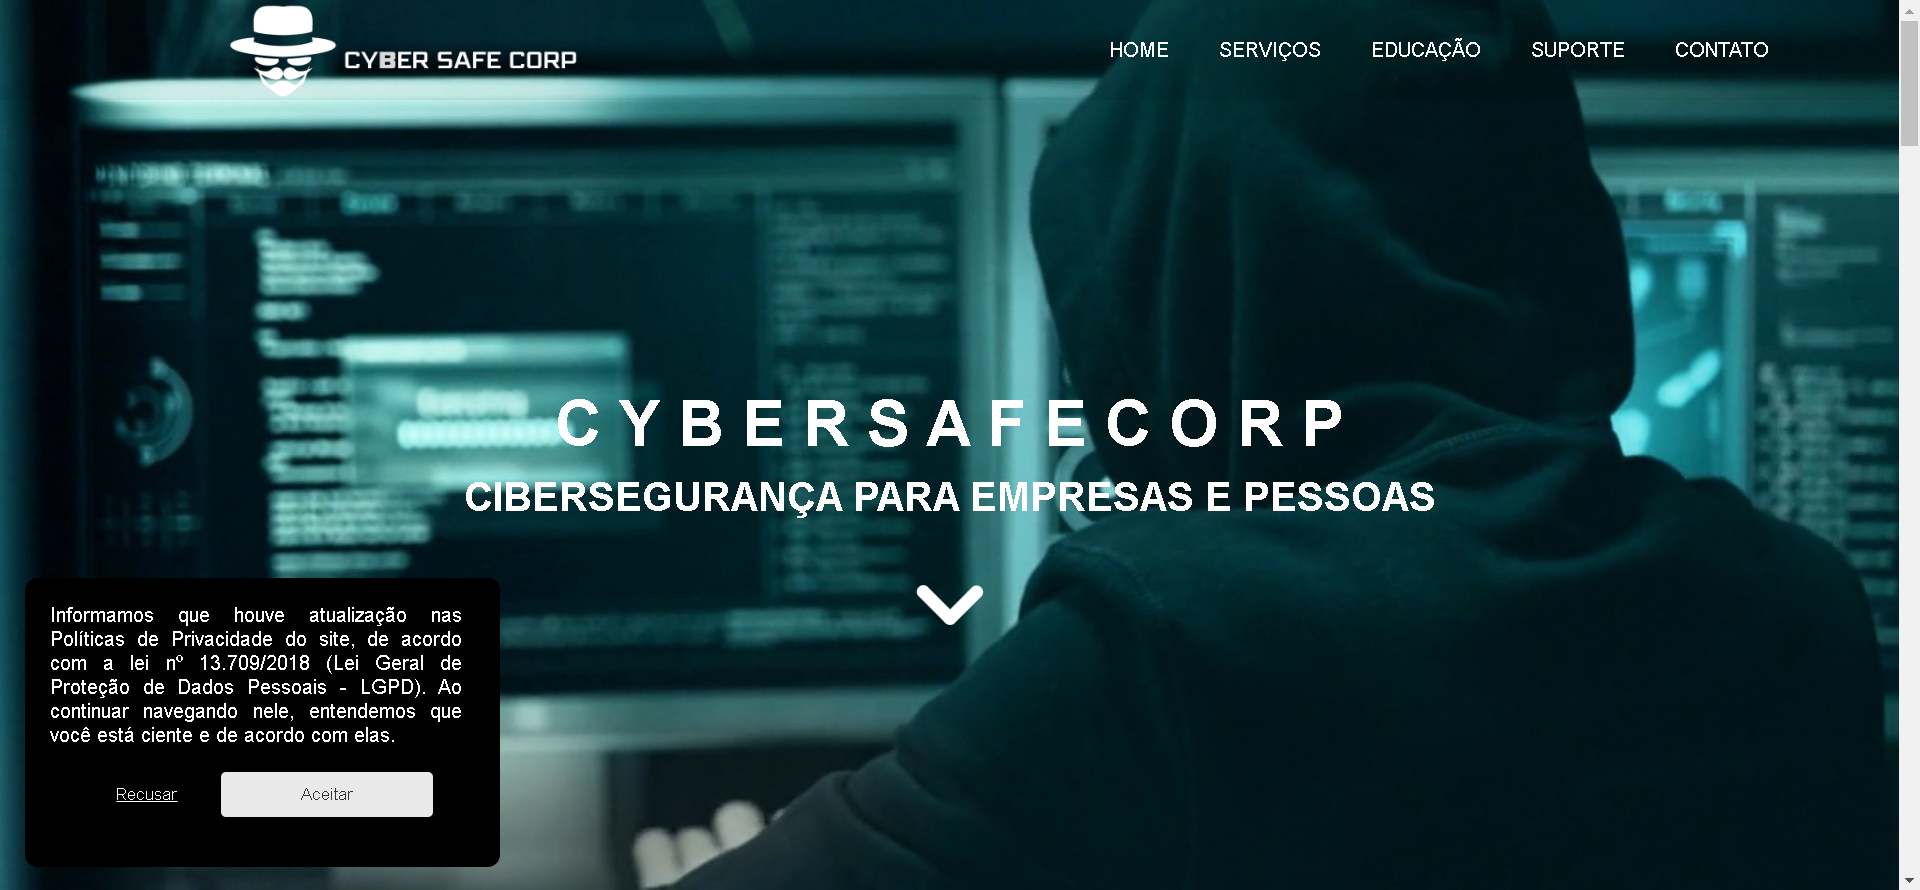 CYBER SAFE CORP
HOME
SERVIÇOS
EDUCAÇÃO
SUPORTE
CONTATO
C Y B E R S A F E C O R P
CIBERSEGURANÇA PARA EMPRESAS E PESSOAS
Informamos que houve atualização nas
Políticas de Privacidade do site, de acordo
com a lei nº 13.709/2018 (Lei Geral de
Proteção de Dados Pessoais - LGPD). Ao
continuar navegando nele, entendemos que
você está ciente e de acordo com elas.
Recusar
Aceitar